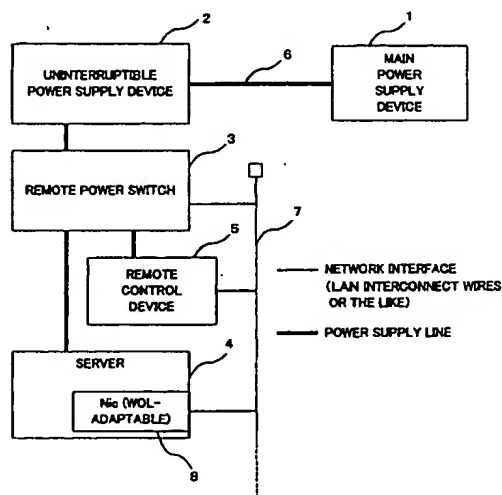 2
1
6
UNINTERRUPTIBLE
POWER SUPPLY DEVICE
MAIN
POWER
SUPPLY
DEVICE
3
REMOTE POWER SWITCH
5
7
REMOTE
CONTROL
DEVICE
NETWORK INTERFACE
(LAN INTERCONNECT WIRES
OR THE LIKE)
POWER SUPPLY LINE
4
SERVER
Nic (WOL-
ADAPTABLE)
8